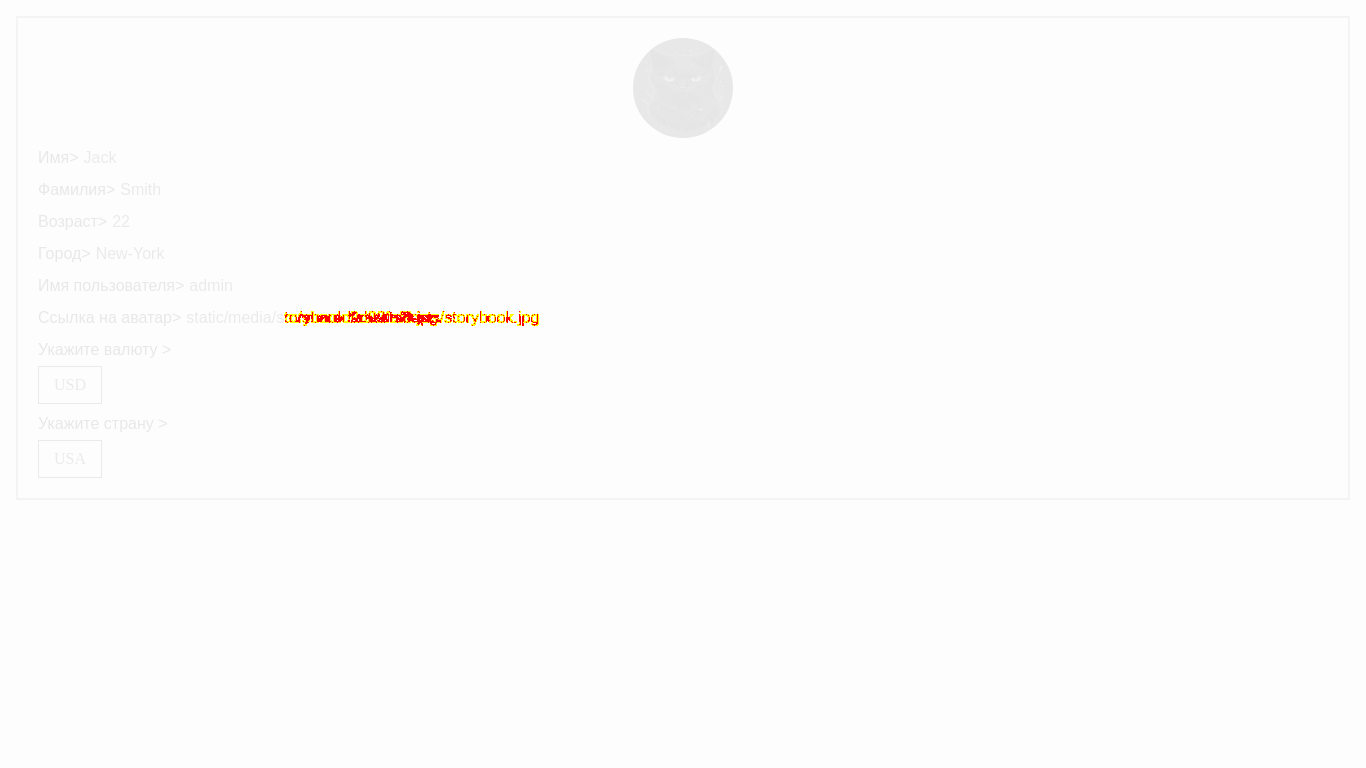 Имя> Jack
Фамилия> Smith
Возраст> 22
Город> New-York
Имя пользователя> admin
Ссылка на аватар> static/media/storybook.jpg
Укажите валюту >
USD
Укажите страну >
USA